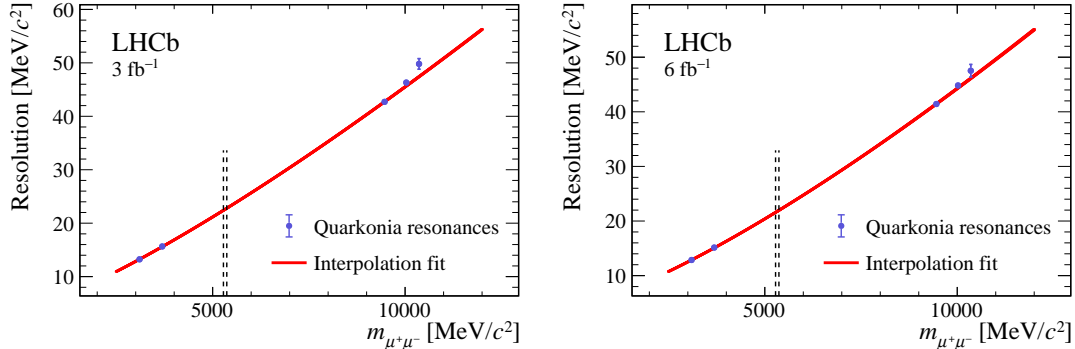 Resolution [MeV/c²]
60
50
40
30
20
10
LHCb
3 fb⁻¹
Quarkonia resonances
Interpolation fit
5000
10000
m_{μ⁺μ⁻} [MeV/c²]
Resolution [MeV/c²]
50
40
30
20
10
LHCb
6 fb⁻¹
Quarkonia resonances
Interpolation fit
5000
10000
m_{μ⁺μ⁻} [MeV/c²]